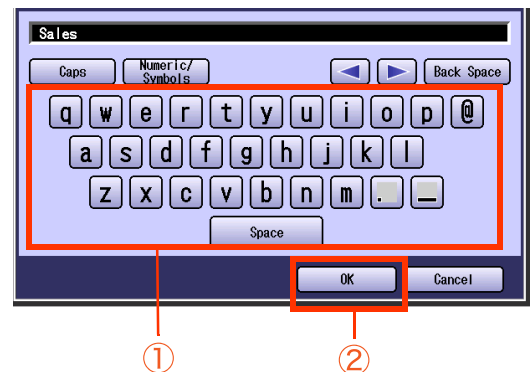 Sales
Caps Numeric/ Symbols Back Space
q w e r t y u i o p @
a s d f g h j k l
z x c v b n m . _
Space
OK Cancel
① ②